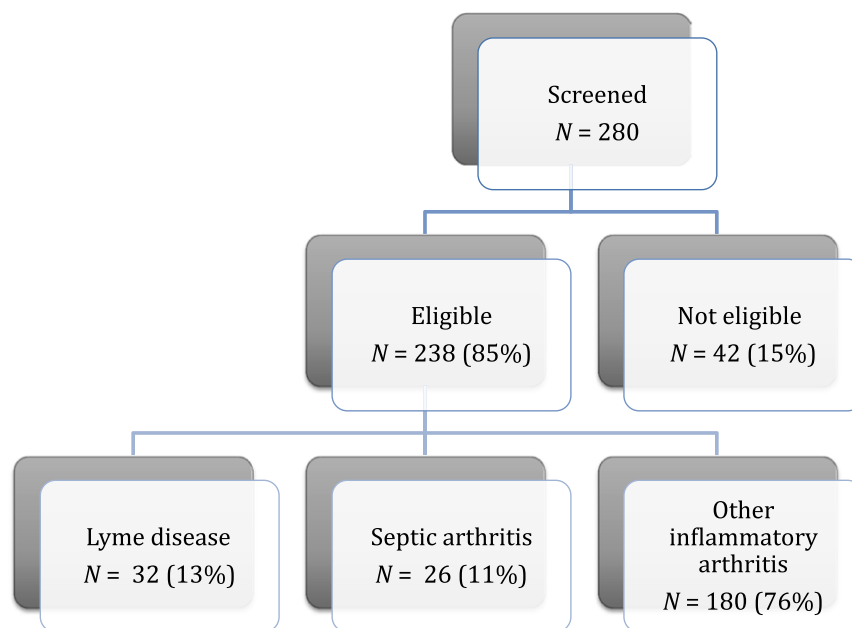 Screened
N = 280
Eligible
N = 238 (85%)
Not eligible
N = 42 (15%)
Lyme disease
N = 32 (13%)
Septic arthritis
N = 26 (11%)
Other
inflammatory
arthritis
N = 180 (76%)